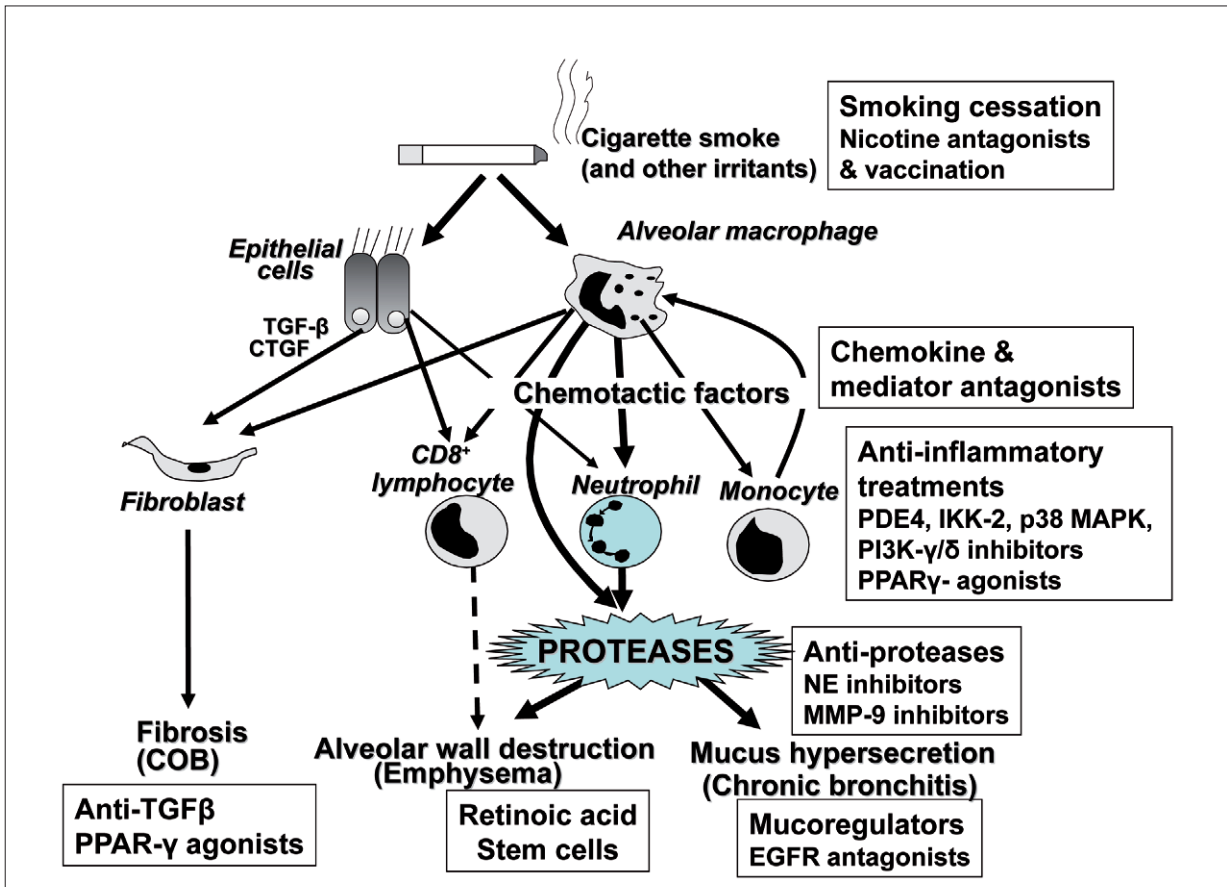 Smoking cessation
Nicotine antagonists
& vaccination
Cigarette smoke
(and other irritants)
Epithelial
cells
Alveolar macrophage
TGF-β
CTGF
Chemotactic factors
Chemokine &
mediator antagonists
Fibroblast
CD8⁺
lymphocyte
Neutrophil
Monocyte
Anti-inflammatory
treatments
PDE4, IKK-2, p38 MAPK,
PI3K-γ/δ inhibitors
PPARγ- agonists
PROTEASES
Anti-proteases
NE inhibitors
MMP-9 inhibitors
Fibrosis
(COB)
Alveolar wall destruction
(Emphysema)
Mucus hypersecretion
(Chronic bronchitis)
Anti-TGFβ
PPAR-γ agonists
Retinoic acid
Stem cells
Mucoregulators
EGFR antagonists